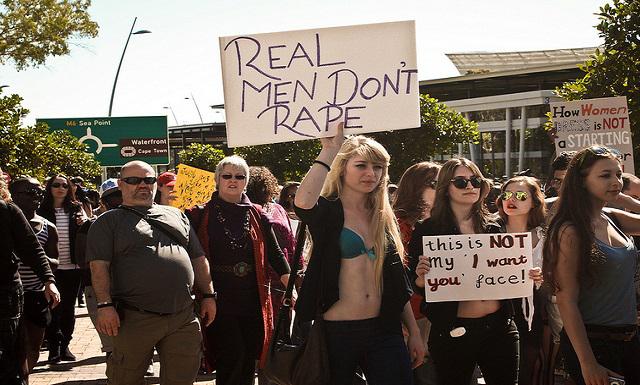 REAL
MEN DON'T
RAPE
M6 Sea Point
Waterfront
Cape Town
this is NOT
my 'I want
you' face!
How Women
is NOT
a STARTING